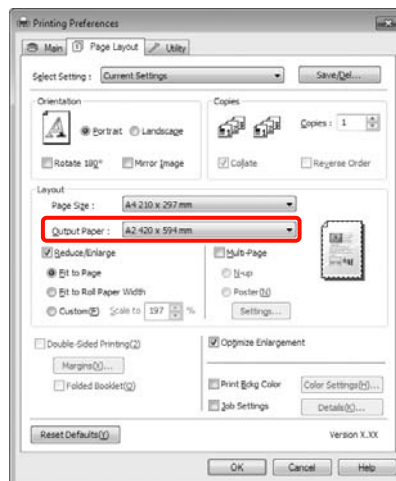 Printing Preferences
Main Page Layout Utility
Select Setting : Current Settings Save/Del...
Orientation Copies
Portrait Landscape Copies : 1
Rotate 180° Mirror Image Collate Reverse Order
Layout
Page Size : A4 210 x 297 mm
Output Paper : A2 420 x 594 mm
Reduce/Enlarge Multi-Page
Fit to Page N-up
Fit to Roll Paper Width Poster(N)
Custom(F) Scale to 197 % Settings...
Double-Sided Printing(2) Optimize Enlargement
Margins(V)...
Folded Booklet(Q) Print Bckg Color Color Settings(H)...
Job Settings Details(K)...
Reset Defaults(Y) Version X.XX
OK Cancel Help